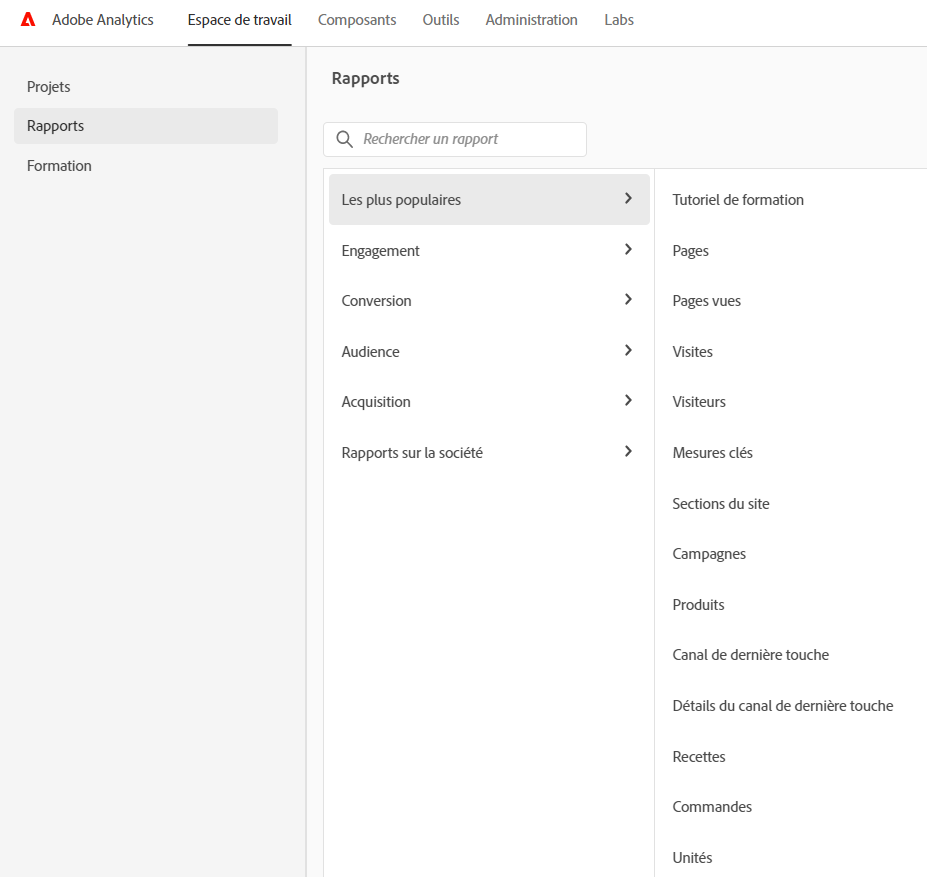 Adobe Analytics Espace de travail Composants Outils Administration Labs
Projets
Rapports
Formation
Rapports
Rechercher un rapport
Les plus populaires
Engagement
Conversion
Audience
Acquisition
Rapports sur la société
Tutoriel de formation
Pages
Pages vues
Visites
Visiteurs
Mesures clés
Sections du site
Campagnes
Produits
Canal de dernière touche
Détails du canal de dernière touche
Recettes
Commandes
Unités